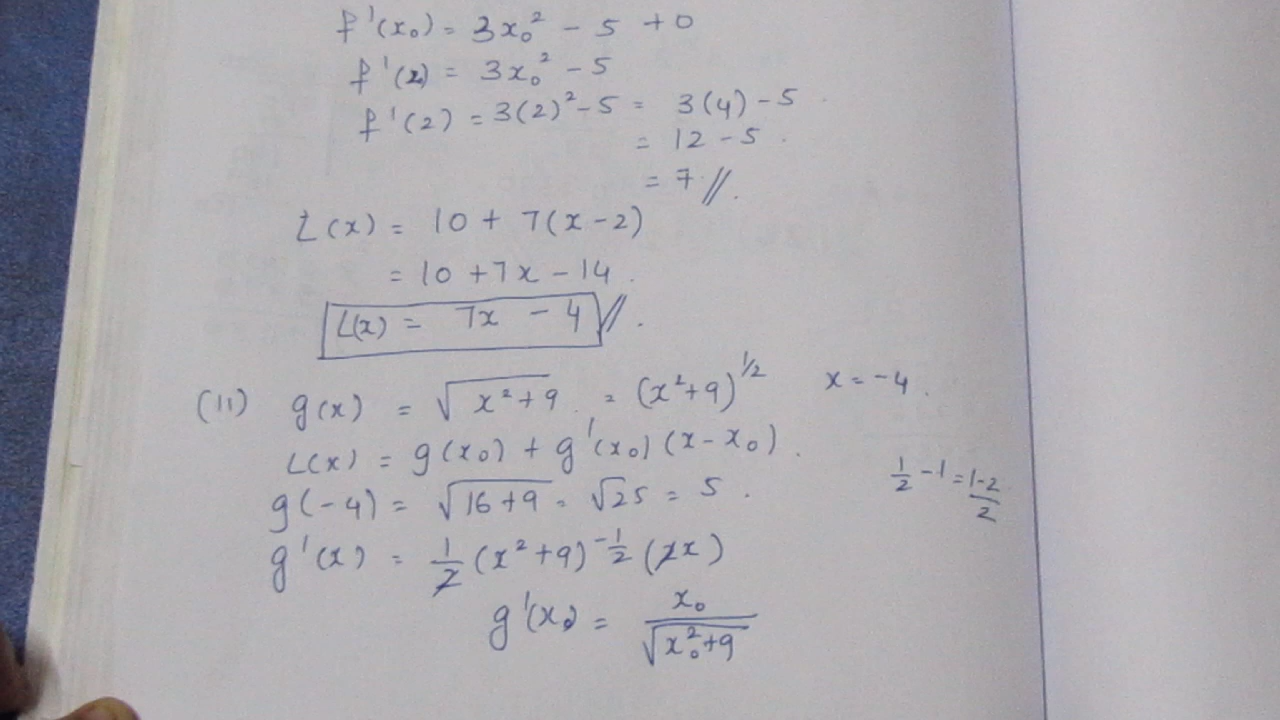 f'(x₀) = 3x₀² - 5 + 0
f'(2) = 3x₀² - 5
f'(2) = 3(2)² - 5 = 3(4) - 5
= 12 - 5 .
= 7 //.
L(x) = 10 + 7(x-2)
= 10 + 7x - 14 .
L(x) = 7x - 4 //.
(11) g(x) = √(x²+9) = (x²+9)^1/2 x = -4 .
L(x) = g(x₀) + g'(x₀) (x - x₀) .
1/2 - 1 = 1-2/2
g(-4) = √(16+9) = √25 = 5 .
g'(x) = 1/2 (x²+9)^-1/2 (2x)
g'(x₀) = x₀/√(x₀²+9)